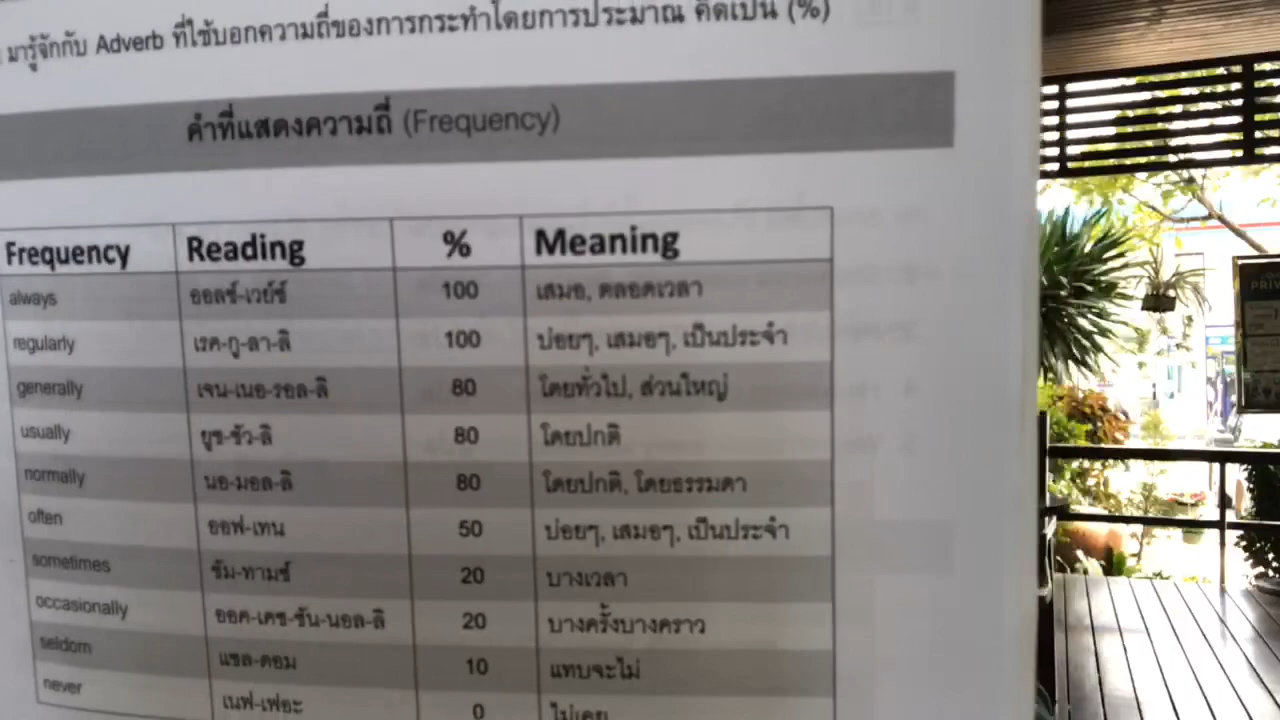 มารู้จักกับ Adverb ที่ใช้บอกความถี่ของการกระทำโดยการประมาณ คิดเป็น (%)
คำที่แสดงความถี่ (Frequency)
Frequency Reading % Meaning
always ออลซ์-เวย์ซ์ 100 เสมอ, ตลอดเวลา
regularly เรค-กู-ลา-ลิ 100 บ่อยๆ, เสมอๆ, เป็นประจำ
generally เจน-เนอ-รอล-ลิ 80 โดยทั่วไป, ส่วนใหญ่
usually ยูช-ชัว-ลิ 80 โดยปกติ
normally นอ-มอล-ลิ 80 โดยปกติ, โดยธรรมดา
often ออฟ-เทน 50 บ่อยๆ, เสมอๆ, เป็นประจำ
sometimes ซัม-ทามซ์ 20 บางเวลา
occasionally ออค-เคช-ชัน-นอล-ลิ 20 บางครั้งบางคราว
seldom แซล-ดอม 10 แทบจะไม่
never เนฟ-เฟอะ 0 ไม่เคย